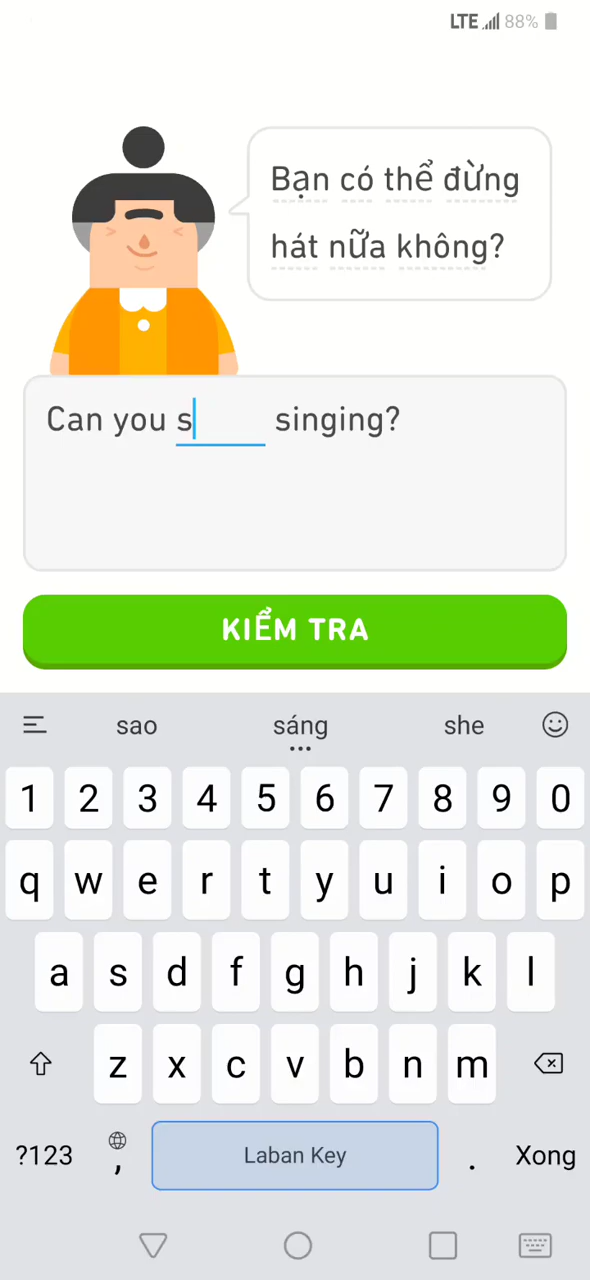 LTE 88%
Bạn có thể đừng
hát nữa không?
Can you s singing?
KIỂM TRA
sao sáng she
1 2 3 4 5 6 7 8 9 0
q w e r t y u i o p
a s d f g h j k l
z x c v b n m
?123 , Laban Key . Xong